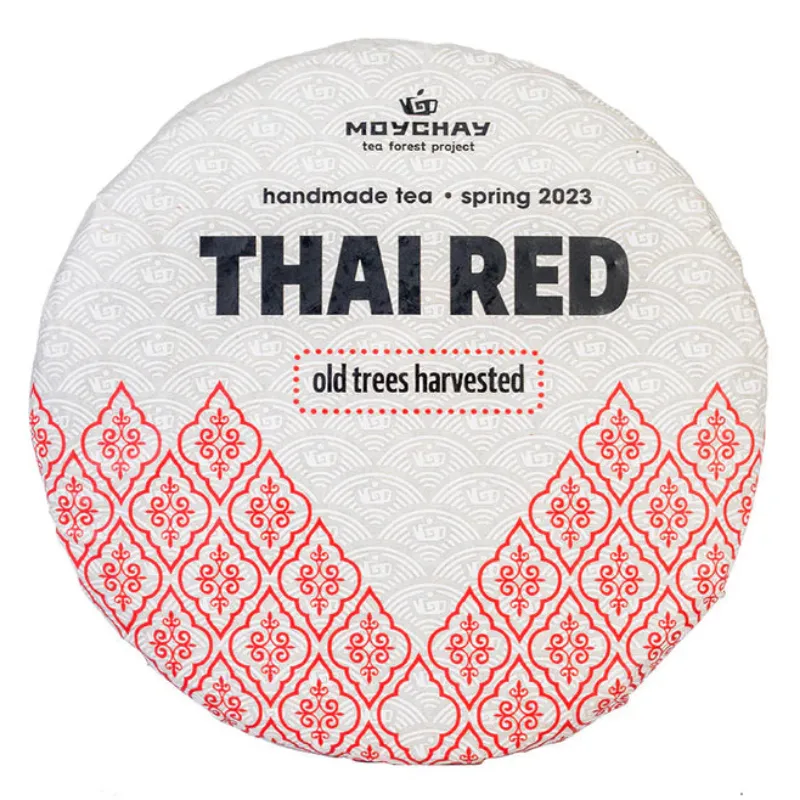 MOYCHAY
tea forest project
handmade tea • spring 2023
THAI RED
old trees harvested